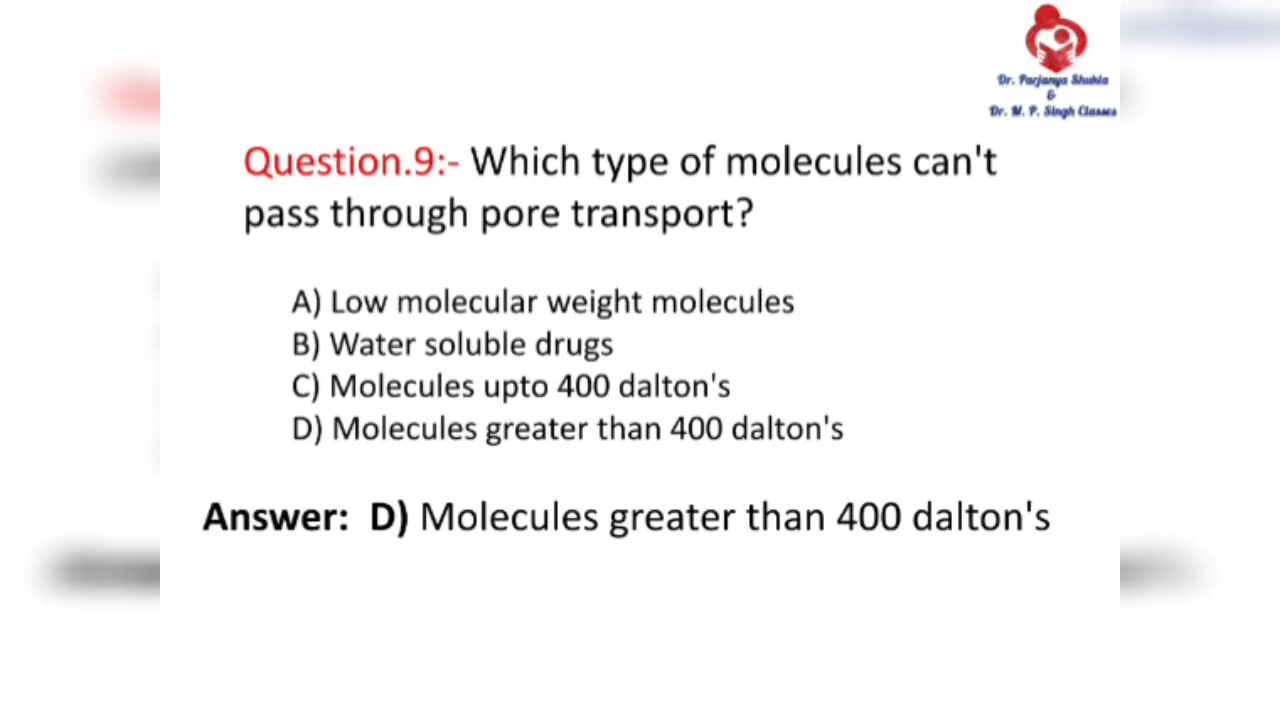 Dr. Parjanya Shukla
&
Dr. M. P. Singh Classes
Question.9:- Which type of molecules can't
pass through pore transport?
A) Low molecular weight molecules
B) Water soluble drugs
C) Molecules upto 400 dalton's
D) Molecules greater than 400 dalton's
Answer: D) Molecules greater than 400 dalton's